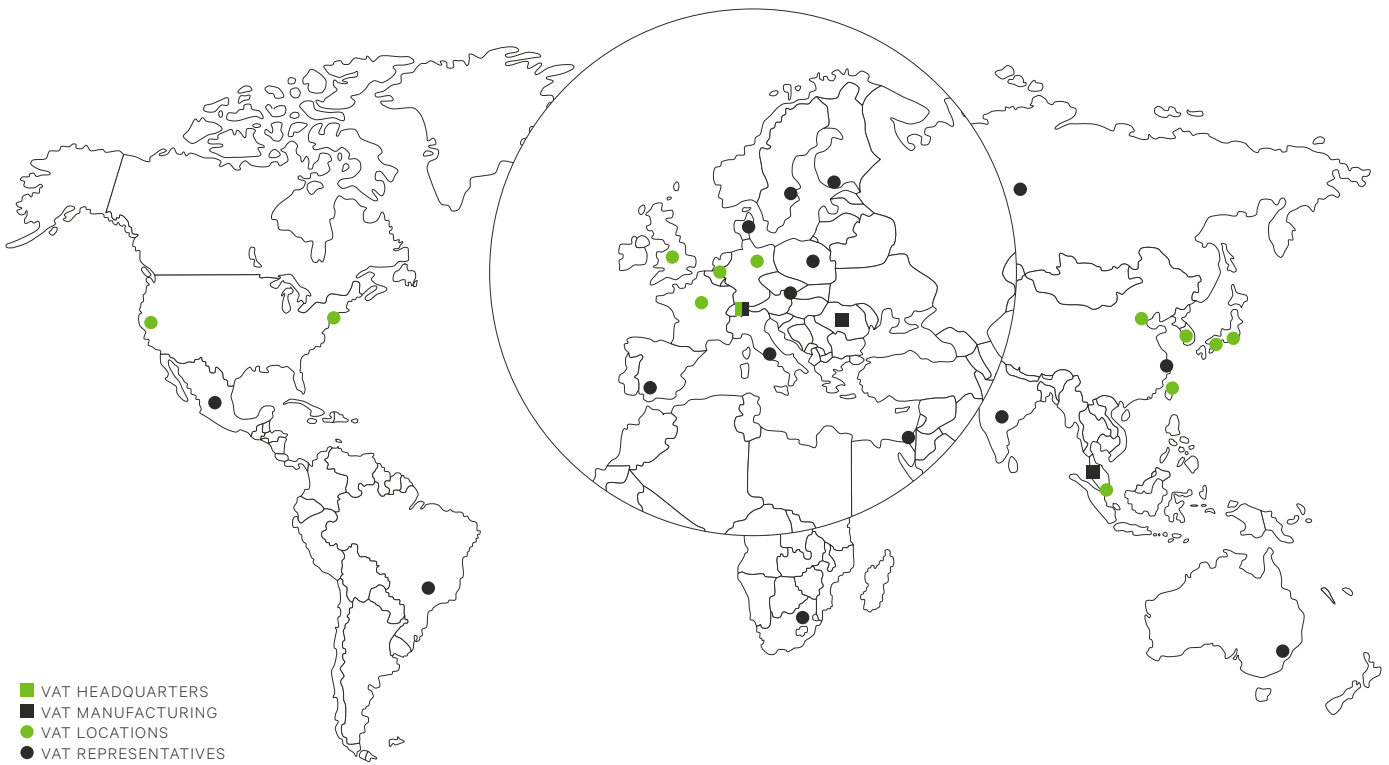 VAT HEADQUARTERS
VAT MANUFACTURING
VAT LOCATIONS
VAT REPRESENTATIVES